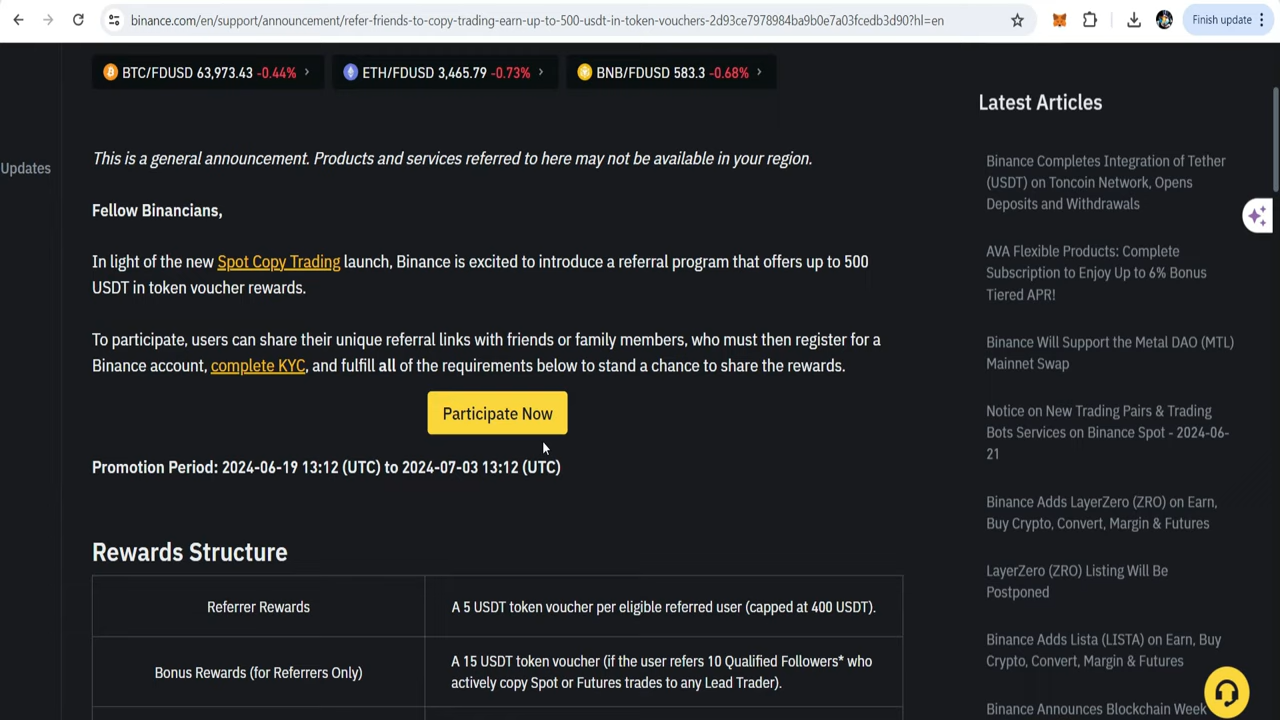 binance.com/en/support/announcement/refer-friends-to-copy-trading-earn-up-to-500-usdt-in-token-vouchers-2d93ce7978984ba9b0e7a03fcedb3d90?hl=en
Finish update
BTC/FDUSD 63,973.43 -0.44%
ETH/FDUSD 3,465.79 -0.73%
BNB/FDUSD 583.3 -0.68%
Updates
This is a general announcement. Products and services referred to here may not be available in your region.
Fellow Binancians,
In light of the new Spot Copy Trading launch, Binance is excited to introduce a referral program that offers up to 500
USDT in token voucher rewards.
To participate, users can share their unique referral links with friends or family members, who must then register for a
Binance account, complete KYC, and fulfill all of the requirements below to stand a chance to share the rewards.
Participate Now
Promotion Period: 2024-06-19 13:12 (UTC) to 2024-07-03 13:12 (UTC)
Rewards Structure
Referrer Rewards
A 5 USDT token voucher per eligible referred user (capped at 400 USDT).
Bonus Rewards (for Referrers Only)
A 15 USDT token voucher (if the user refers 10 Qualified Followers* who
actively copy Spot or Futures trades to any Lead Trader).
Latest Articles
Binance Completes Integration of Tether
(USDT) on Toncoin Network, Opens
Deposits and Withdrawals
AVA Flexible Products: Complete
Subscription to Enjoy Up to 6% Bonus
Tiered APR!
Binance Will Support the Metal DAO (MTL)
Mainnet Swap
Notice on New Trading Pairs & Trading
Bots Services on Binance Spot - 2024-06-
21
Binance Adds LayerZero (ZRO) on Earn,
Buy Crypto, Convert, Margin & Futures
LayerZero (ZRO) Listing Will Be
Postponed
Binance Adds Lista (LISTA) on Earn, Buy
Crypto, Convert, Margin & Futures
Binance Announces Blockchain Week